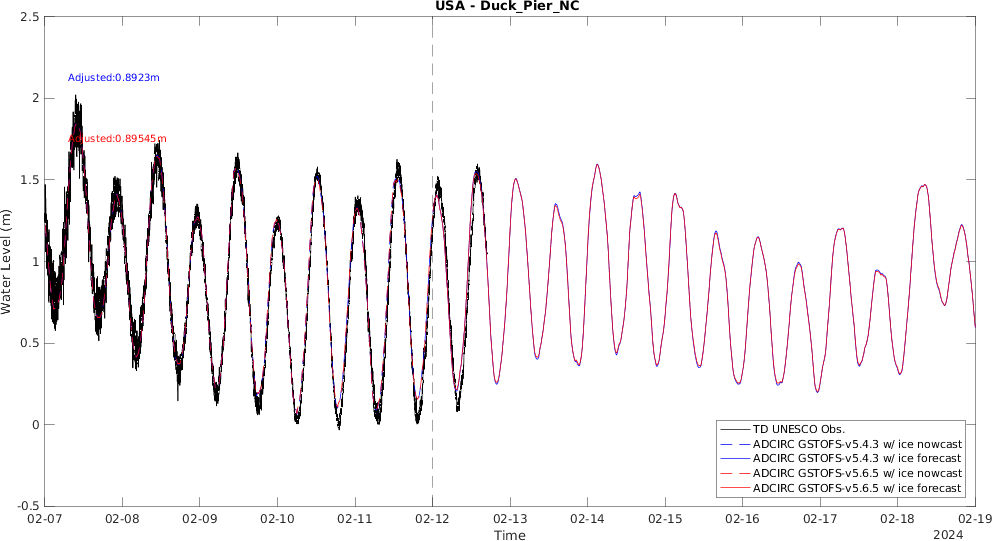 USA - Duck_Pier_NC
2.5
2
1.5
1
0.5
0
-0.5
Water Level (m)
Adjusted:0.8923m
Adjusted:0.89545m
TD UNESCO Obs.
ADCIRC GSTOFS-v5.4.3 w/ ice nowcast
ADCIRC GSTOFS-v5.4.3 w/ ice forecast
ADCIRC GSTOFS-v5.6.5 w/ ice nowcast
ADCIRC GSTOFS-v5.6.5 w/ ice forecast
02-07 02-08 02-09 02-10 02-11 02-12 02-13 02-14 02-15 02-16 02-17 02-18 02-19
Time
2024